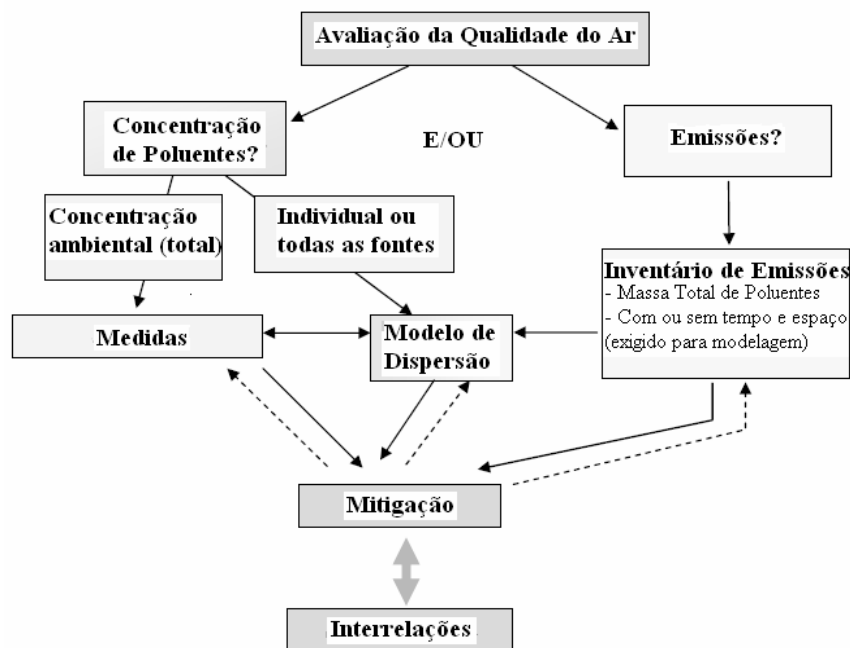 Avaliação da Qualidade do Ar
Concentração
de Poluentes?
E/OU
Emissões?
Concentração
ambiental (total)
Individual ou
todas as fontes
Inventário de Emissões
- Massa Total de Poluentes
- Com ou sem tempo e espaço
(exigido para modelagem)
Medidas
Modelo de
Dispersão
Mitigação
Interrelações